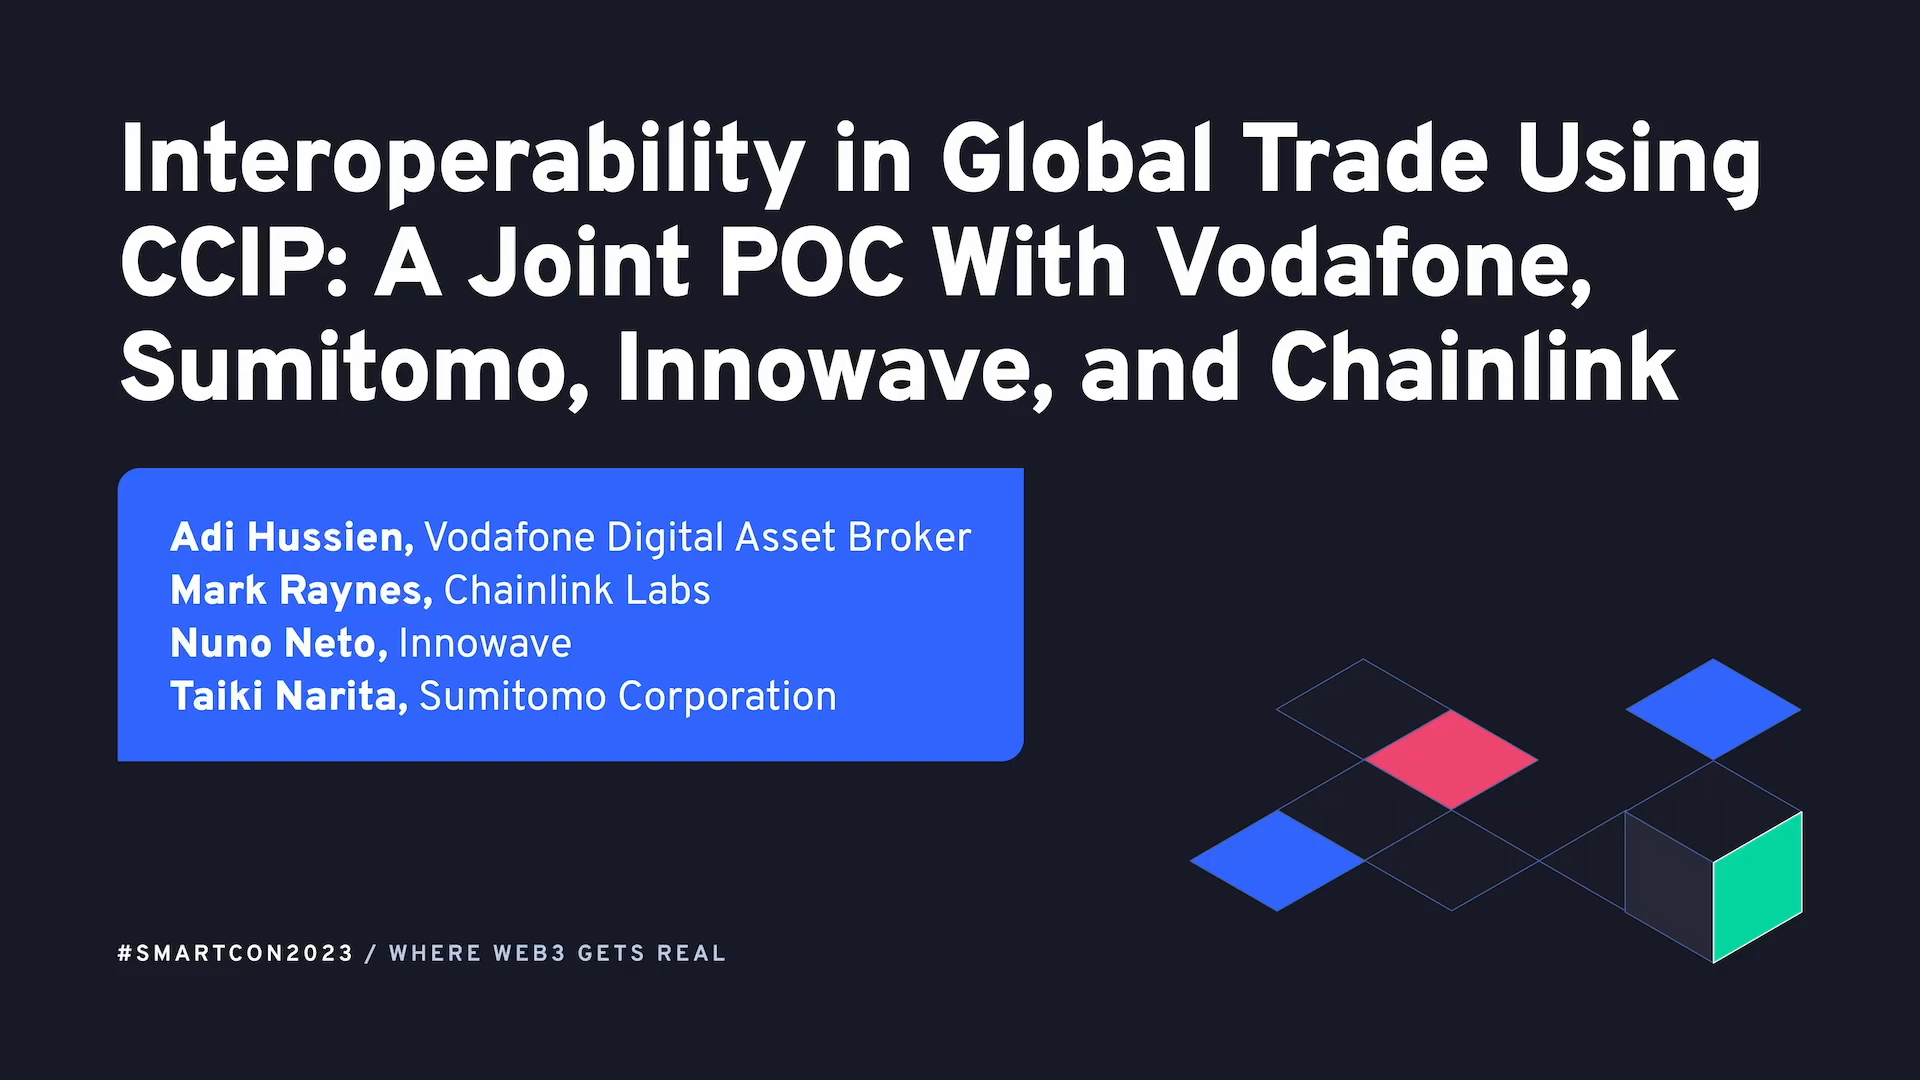 Interoperability in Global Trade Using
CCIP: A Joint POC With Vodafone,
Sumitomo, Innowave, and Chainlink
Adi Hussien, Vodafone Digital Asset Broker
Mark Raynes, Chainlink Labs
Nuno Neto, Innowave
Taiki Narita, Sumitomo Corporation
#SMARTCON2023 / WHERE WEB3 GETS REAL